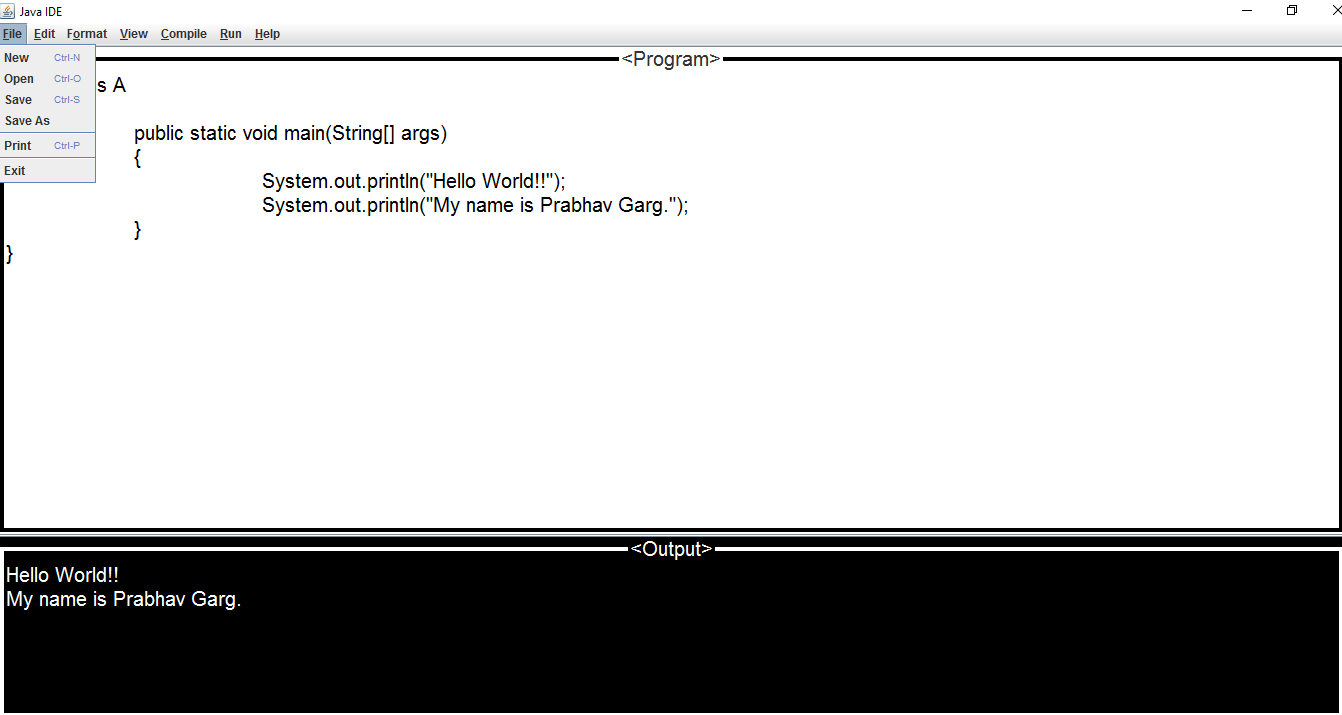 Java IDE
File Edit Format View Compile Run Help
New Ctrl-N
Open Ctrl-O
Save Ctrl-S
Save As
Print Ctrl-P
Exit
<Program>
s A
public static void main(String[] args)
{
System.out.println("Hello World!!");
System.out.println("My name is Prabhav Garg.");
}
}
<Output>
Hello World!!
My name is Prabhav Garg.